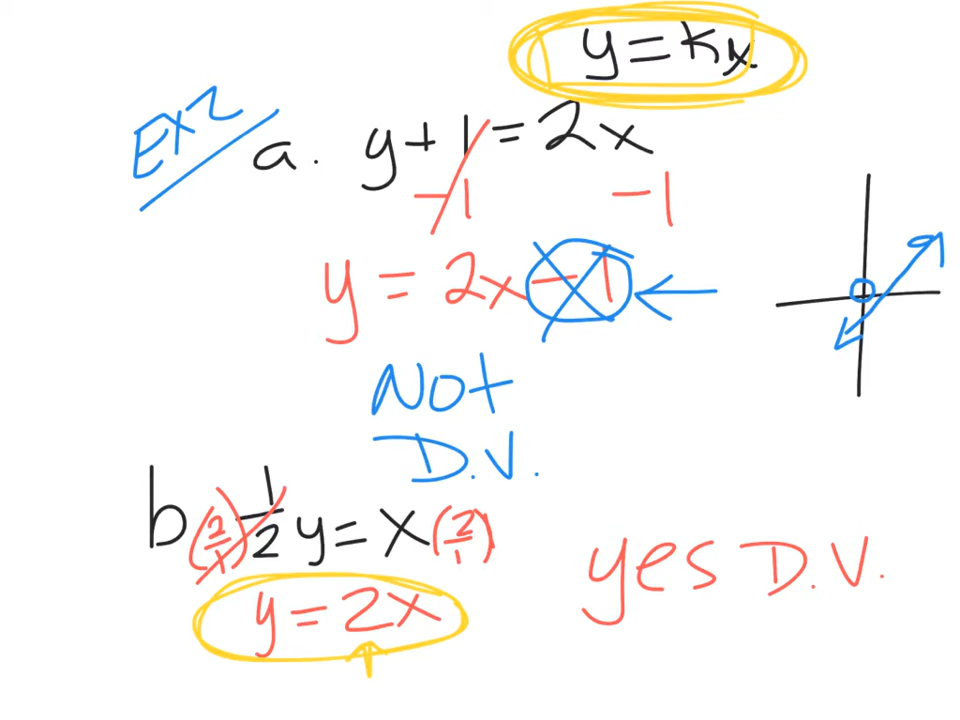 y = kx
Ex2
a. y + 1 = 2x
-1 -1
y = 2x - 1
Not
D.V.
b (2/1) 1/2 y = x (2/1)
y = 2x
yes D.V.